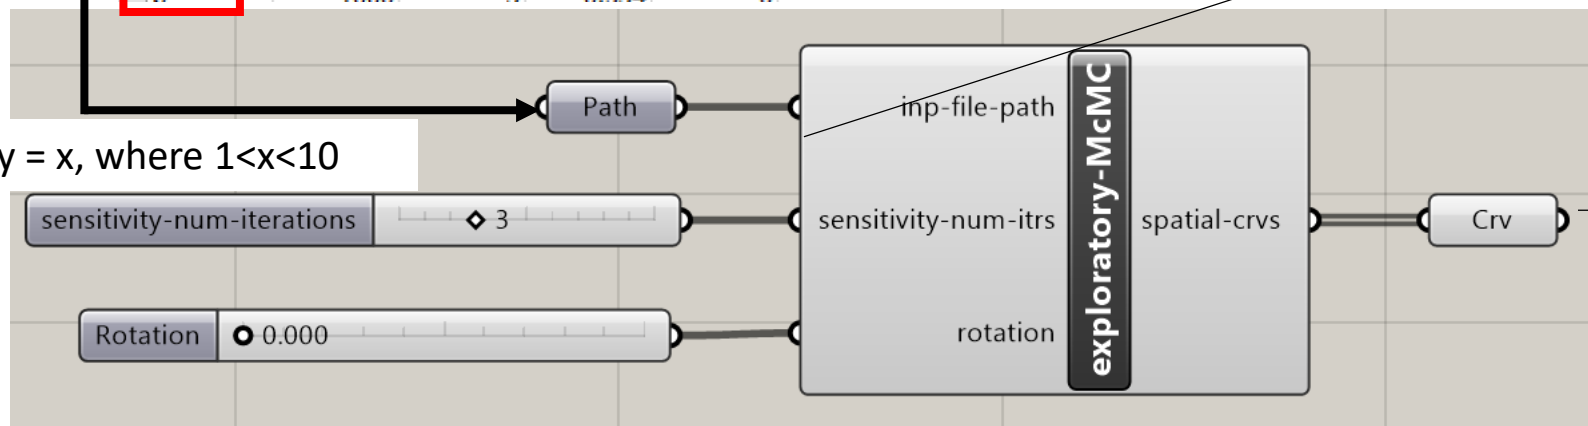 Path
inp-file-path
y = x, where 1<x<10
sensitivity-num-iterations
3
sensitivity-num-itrs
exploratory-McMC
spatial-crvs
Crv
Rotation
0.000
rotation